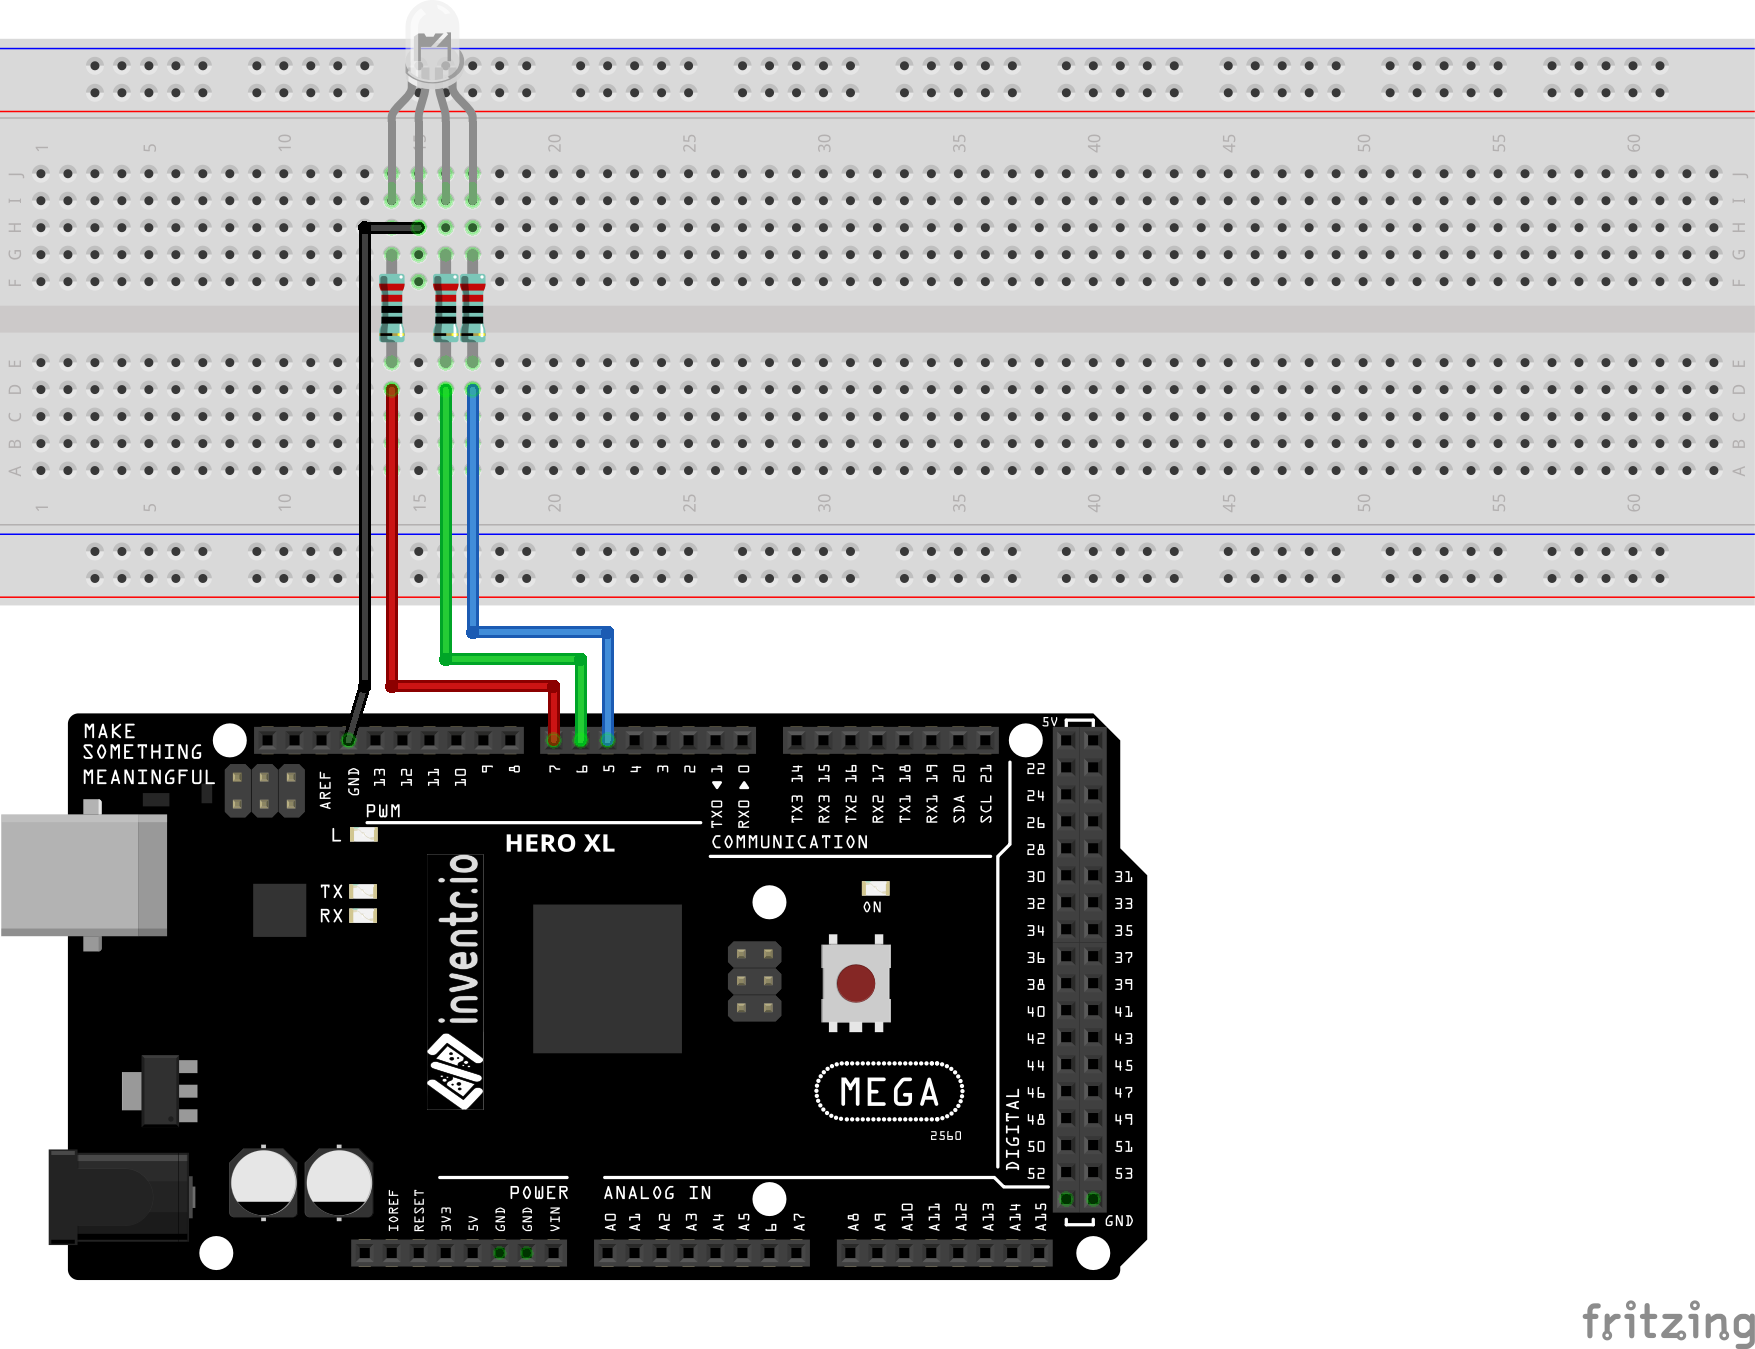 1 5 10 15 20 25 30 35 40 45 50 55 60
J J
I I
H H
G G
F F
E E
D D
C C
B B
A A
1 5 10 15 20 25 30 35 40 45 50 55 60
MAKE
SOMETHING
MEANINGFUL
AREF GND 13 12 11 10 9 8 7 6 5 4 3 2 TX0 1 RX0 0 TX3 14 RX3 15 TX2 16 RX2 17 TX1 18 RX1 19 SDA 20 SCL 21
PWM
L
HERO XL
COMMUNICATION
TX
RX
inventr.io
ON
MEGA
2560
5V
22
24
26
28
30 31
32 33
34 35
36 37
38 39
40 41
42 43
44 45
46 47
48 49
50 51
52 53
DIGITAL
GND
POWER
ANALOG IN
IOREF RESET 3V3 5V GND GND VIN A0 A1 A2 A3 A4 A5 6 A7 A8 A9 A10 A11 A12 A13 A14 A15
fritzing